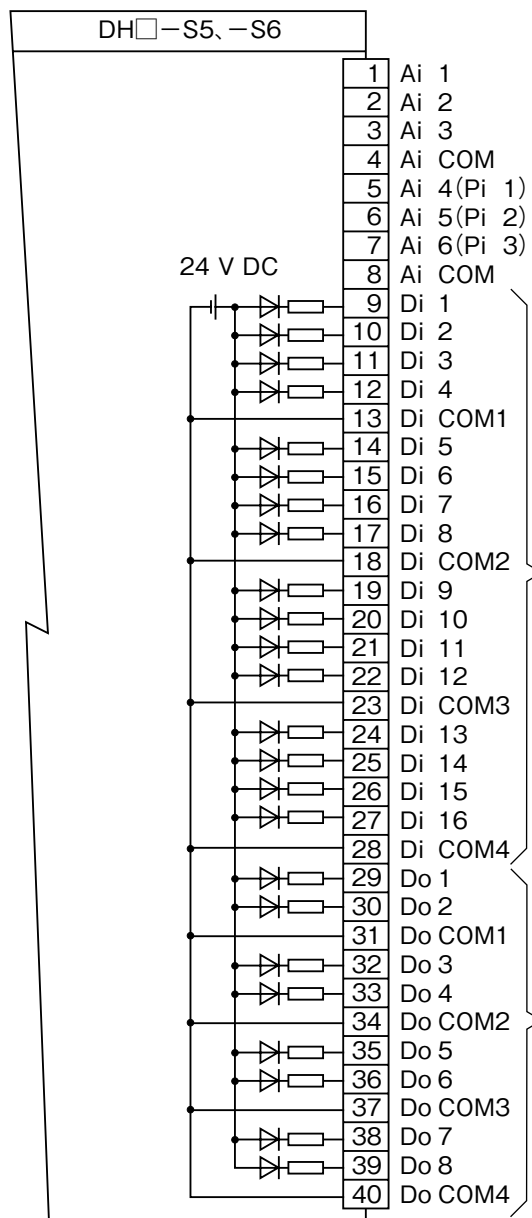 DH□－S5、－S6
1 Ai 1
2 Ai 2
3 Ai 3
4 Ai COM
5 Ai 4(Pi 1)
6 Ai 5(Pi 2)
7 Ai 6(Pi 3)
24 V DC
8 Ai COM
9 Di 1
10 Di 2
11 Di 3
12 Di 4
13 Di COM1
14 Di 5
15 Di 6
16 Di 7
17 Di 8
18 Di COM2
19 Di 9
20 Di 10
21 Di 11
22 Di 12
23 Di COM3
24 Di 13
25 Di 14
26 Di 15
27 Di 16
28 Di COM4
29 Do 1
30 Do 2
31 Do COM1
32 Do 3
33 Do 4
34 Do COM2
35 Do 5
36 Do 6
37 Do COM3
38 Do 7
39 Do 8
40 Do COM4